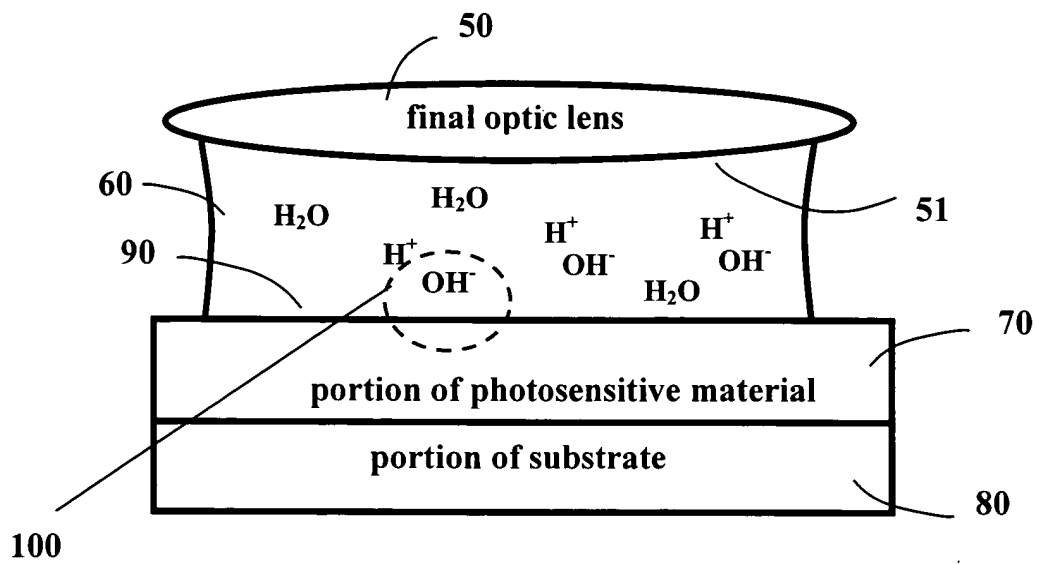 50
final optic lens
60
H₂O
H₂O
H⁺
OH⁻
H⁺
OH⁻
H⁺
OH⁻
H₂O
51
90
70
portion of photosensitive material
portion of substrate
80
100